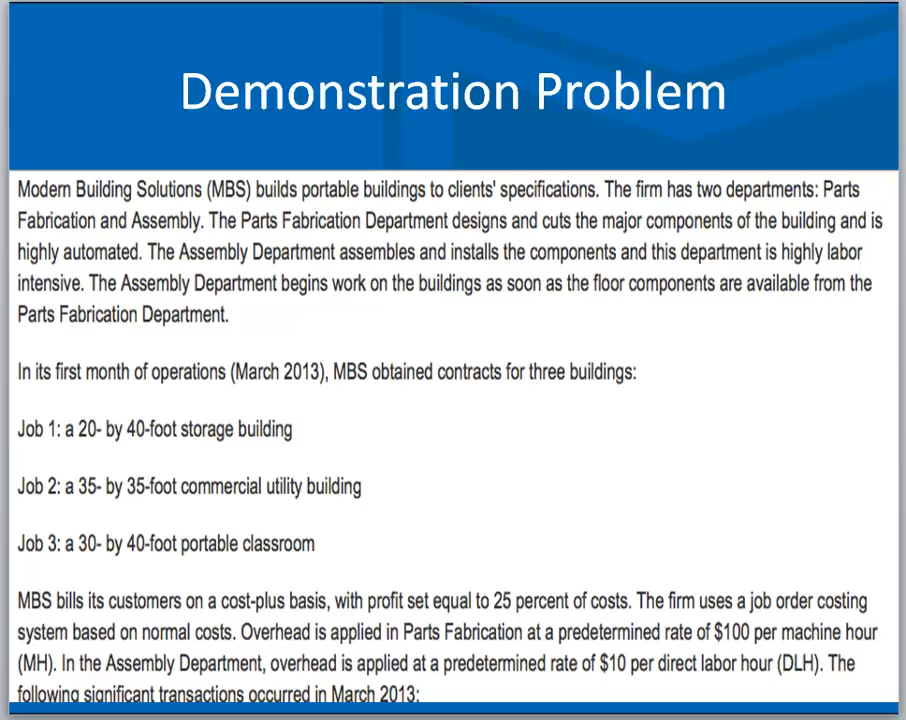 Demonstration Problem
Modern Building Solutions (MBS) builds portable buildings to clients' specifications. The firm has two departments: Parts
Fabrication and Assembly. The Parts Fabrication Department designs and cuts the major components of the building and is
highly automated. The Assembly Department assembles and installs the components and this department is highly labor
intensive. The Assembly Department begins work on the buildings as soon as the floor components are available from the
Parts Fabrication Department.
In its first month of operations (March 2013), MBS obtained contracts for three buildings:
Job 1: a 20- by 40-foot storage building
Job 2: a 35- by 35-foot commercial utility building
Job 3: a 30- by 40-foot portable classroom
MBS bills its customers on a cost-plus basis, with profit set equal to 25 percent of costs. The firm uses a job order costing
system based on normal costs. Overhead is applied in Parts Fabrication at a predetermined rate of $100 per machine hour
(MH). In the Assembly Department, overhead is applied at a predetermined rate of $10 per direct labor hour (DLH). The
following significant transactions occurred in March 2013: